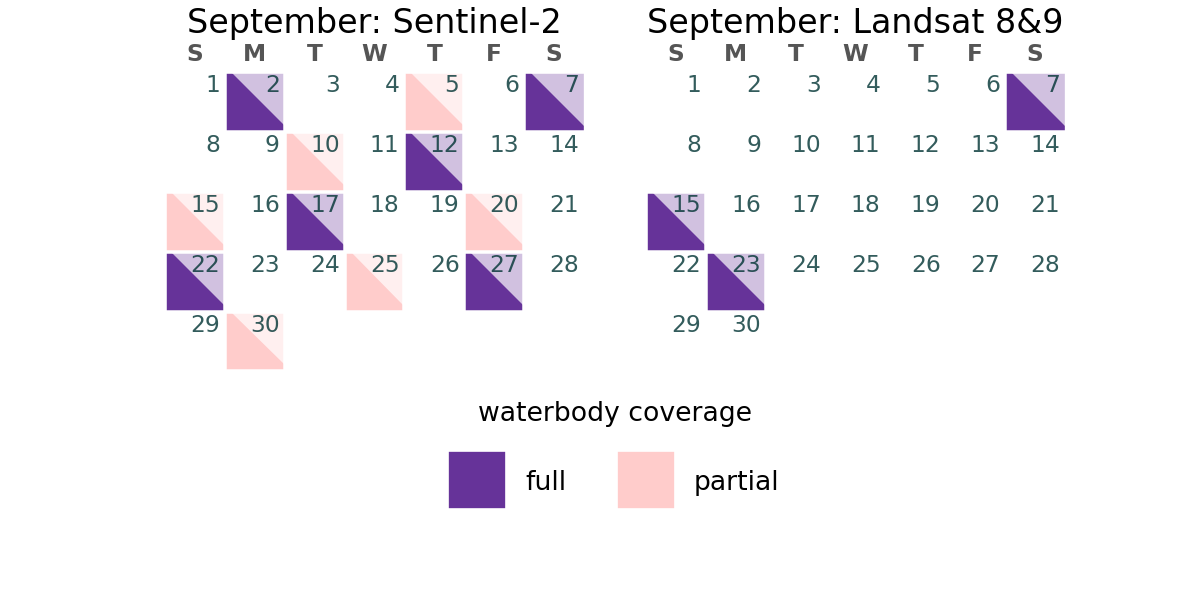 September: Sentinel-2
S M T W T F S
1 2 3 4 5 6 7
8 9 10 11 12 13 14
15 16 17 18 19 20 21
22 23 24 25 26 27 28
29 30
September: Landsat 8&9
S M T W T F S
1 2 3 4 5 6 7
8 9 10 11 12 13 14
15 16 17 18 19 20 21
22 23 24 25 26 27 28
29 30
waterbody coverage
full partial